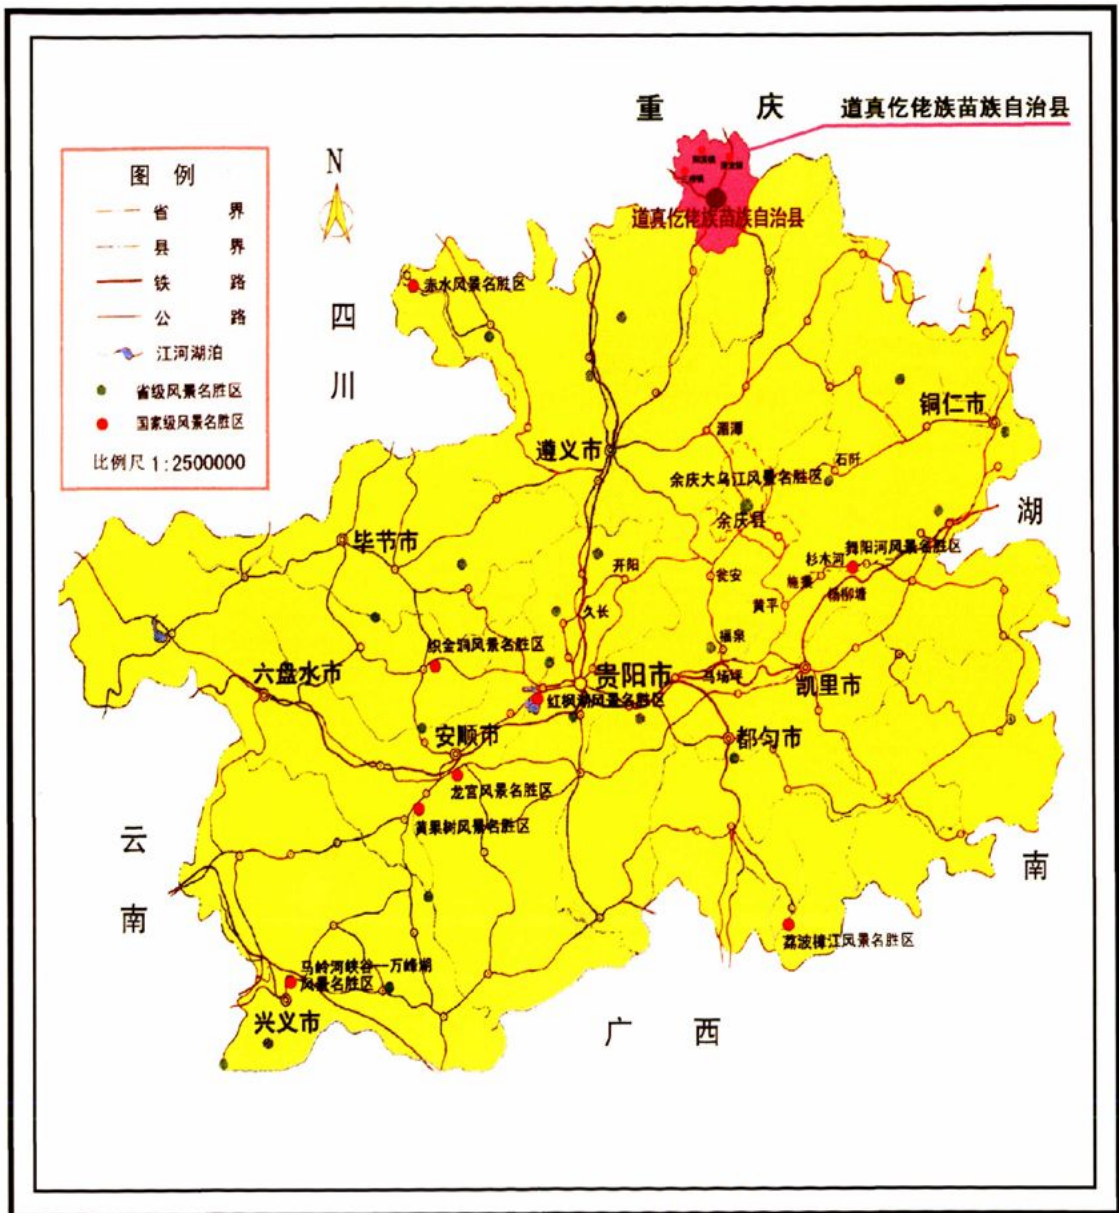 重 庆
道真仡佬族苗族自治县
图 例
省 界
县 界
铁 路
公 路
江河湖泊
省级风景名胜区
国家级风景名胜区
比例尺 1:2500000
N
道真仡佬族苗族自治县
四
川
赤水风景名胜区
铜仁市
湄潭
遵义市
石阡
余庆大乌江风景名胜区
余庆县
湖
毕节市
舞阳河风景名胜区
杉木河
开阳
瓮安
施秉
杨柳塘
黄平
久长
福泉
织金洞风景名胜区
六盘水市
贵阳市
马场坪
凯里市
红枫湖风景名胜区
安顺市
都匀市
龙宫风景名胜区
黄果树风景名胜区
云
南
南
荔波樟江风景名胜区
马岭河峡谷—万峰湖
风景名胜区
兴义市
广 西